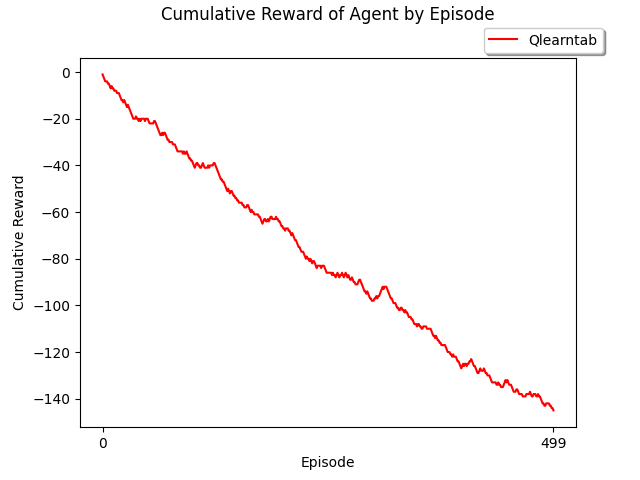 Cumulative Reward of Agent by Episode
Qlearntab
0
−20
−40
−60
−80
−100
−120
−140
Cumulative Reward
0
499
Episode